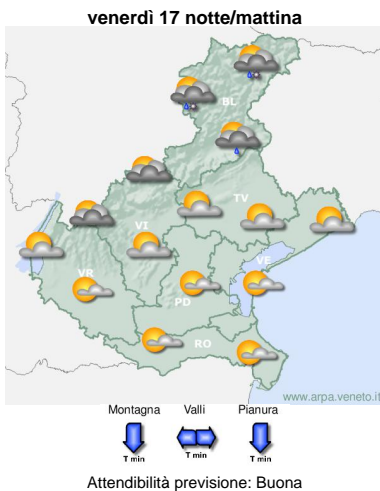 venerdì 17 notte/mattina
BL
TV
VI
VE
VR
PD
RO
www.arpa.veneto.it
Montagna Valli Pianura
T min T min T min
Attendibilità previsione: Buona